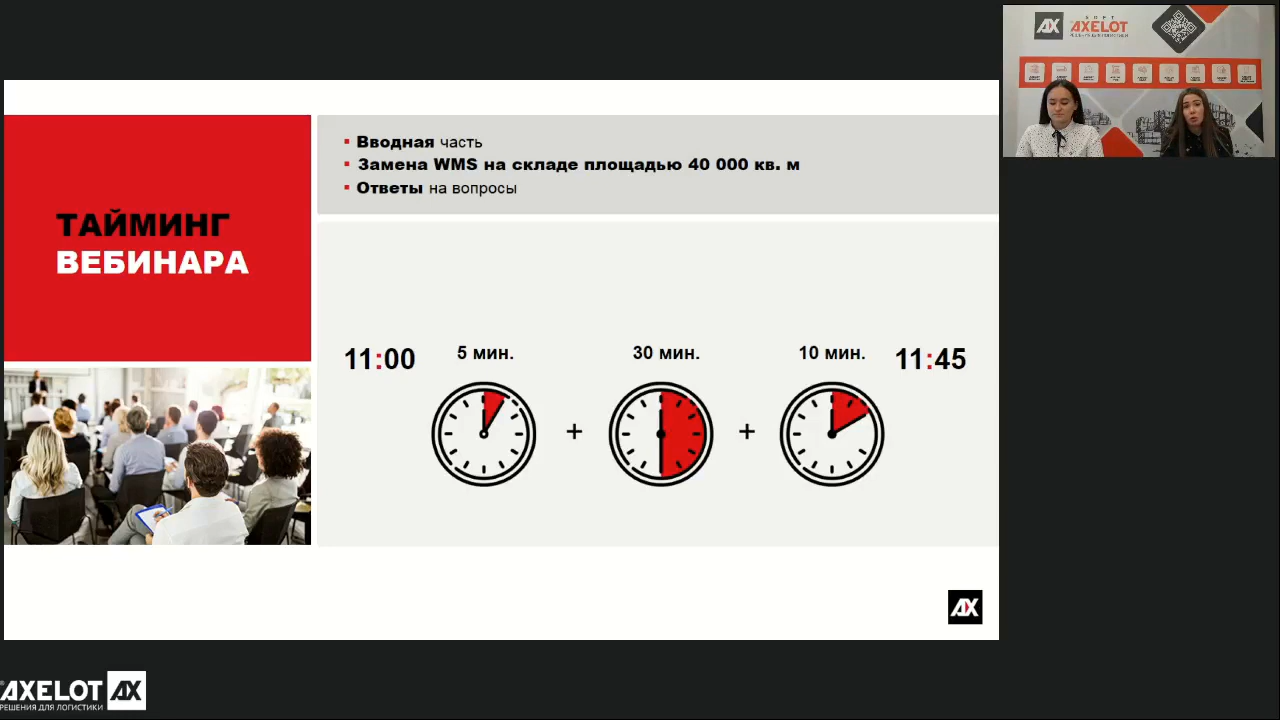 ТАЙМИНГ
ВЕБИНАРА
▪ Вводная часть
▪ Замена WMS на складе площадью 40 000 кв. м
▪ Ответы на вопросы
11:00
5 мин.
+
30 мин.
+
10 мин.
11:45
AX
AXELOT AX
РЕШЕНИЯ ДЛЯ ЛОГИСТИКИ
AX
SOFT
AXELOT